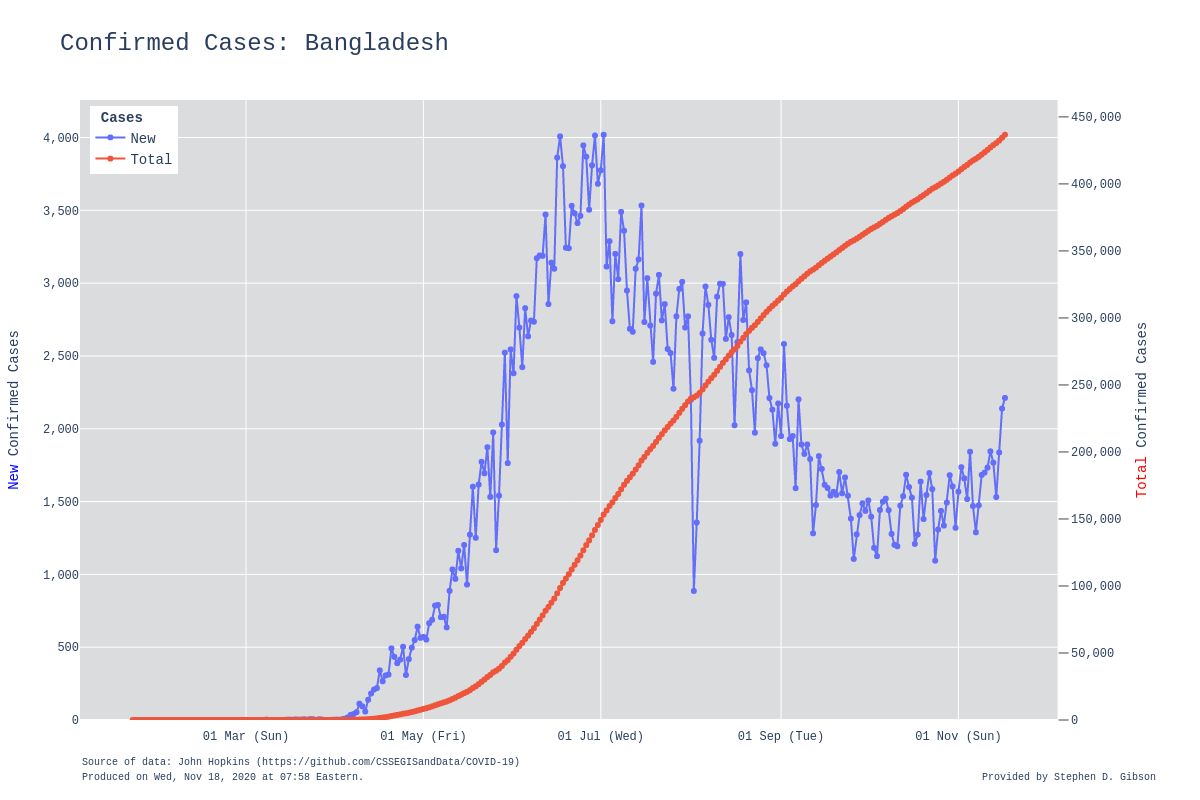 Confirmed Cases: Bangladesh
Cases
New
Total
4,000
3,500
3,000
2,500
2,000
1,500
1,000
500
0
New Confirmed Cases
450,000
400,000
350,000
300,000
250,000
200,000
150,000
100,000
50,000
0
Total Confirmed Cases
01 Mar (Sun) 01 May (Fri) 01 Jul (Wed) 01 Sep (Tue) 01 Nov (Sun)
Source of data: John Hopkins (https://github.com/CSSEGISandData/COVID-19)
Produced on Wed, Nov 18, 2020 at 07:58 Eastern.
Provided by Stephen D. Gibson